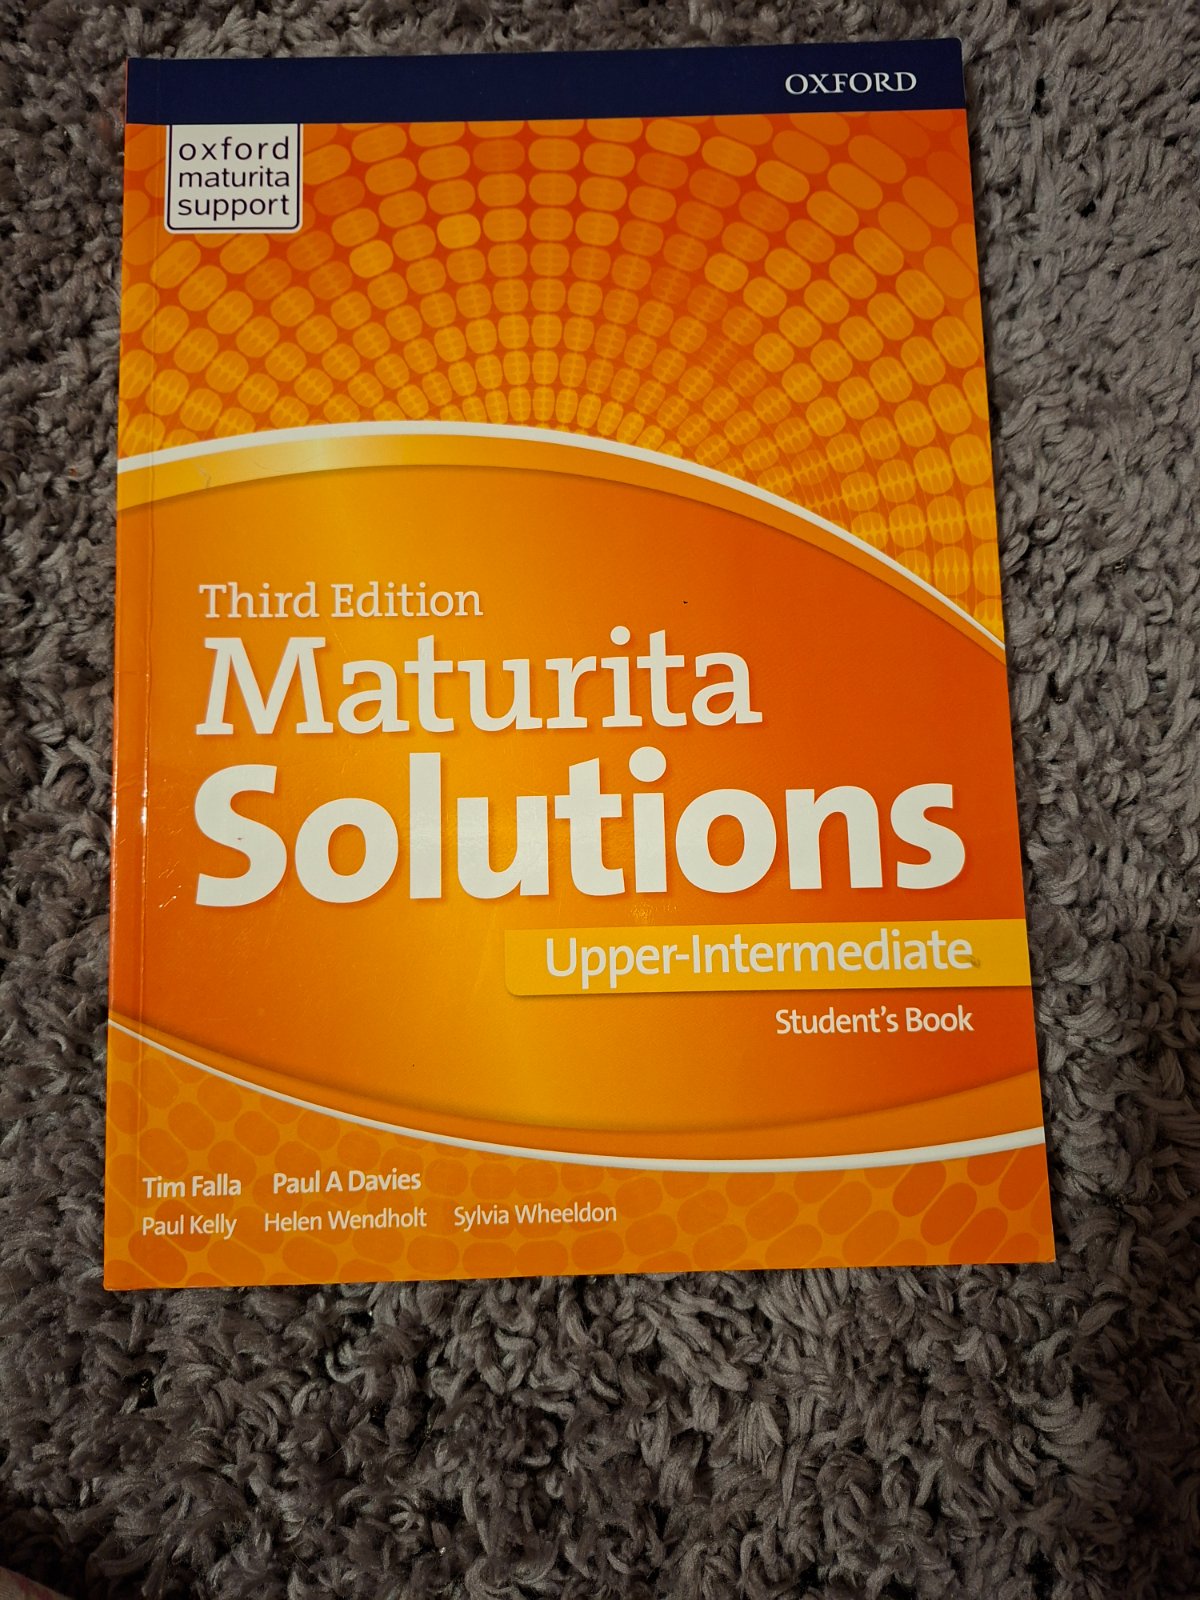 OXFORD
oxford
maturita
support
Third Edition
Maturita
Solutions
Upper-Intermediate
Student's Book
Tim Falla Paul A Davies
Paul Kelly Helen Wendholt Sylvia Wheeldon